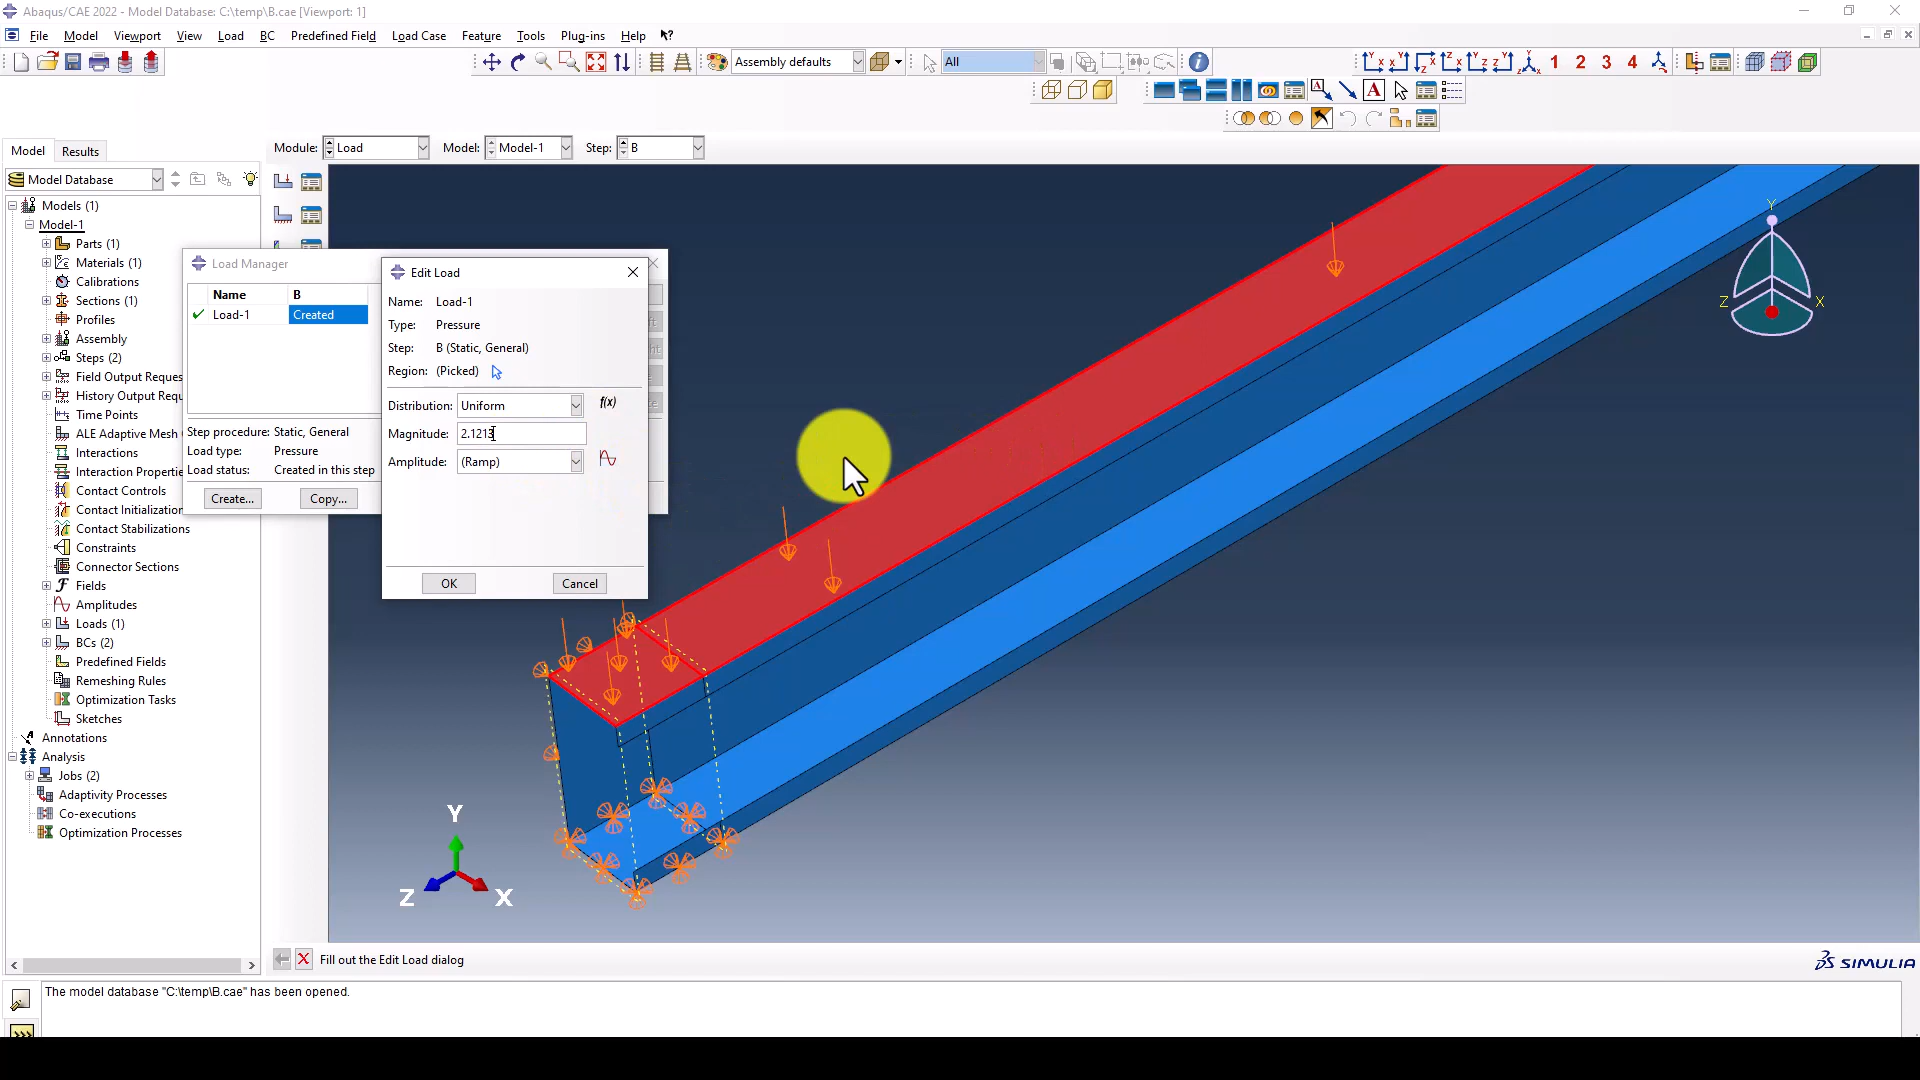 Abaqus/CAE 2022 - Model Database: C:\temp\B.cae [Viewport: 1]
File Model Viewport View Load BC Predefined Field Load Case Feature Tools Plug-ins Help
Assembly defaults All 1 2 3 4
Model Results
Module: Load Model: Model-1 Step: B
Model Database
Models (1)
Model-1
Parts (1)
Materials (1)
Calibrations
Sections (1)
Profiles
Assembly
Steps (2)
Field Output Reques
History Output Requ
Time Points
ALE Adaptive Mesh
Interactions
Interaction Propertie
Contact Controls
Contact Initialization
Contact Stabilizations
Constraints
Connector Sections
Fields
Amplitudes
Loads (1)
BCs (2)
Predefined Fields
Remeshing Rules
Optimization Tasks
Sketches
Annotations
Analysis
Jobs (2)
Adaptivity Processes
Co-executions
Optimization Processes
Load Manager
Name B
Load-1 Created
Step procedure: Static, General
Load type: Pressure
Load status: Created in this step
Create... Copy...
Edit Load
Name: Load-1
Type: Pressure
Step: B (Static, General)
Region: (Picked)
Distribution: Uniform f(x)
Magnitude: 2.1213
Amplitude: (Ramp)
OK Cancel
Y
Z X
Y
Z X
Fill out the Edit Load dialog
SIMULIA
The model database "C:\temp\B.cae" has been opened.
>>>